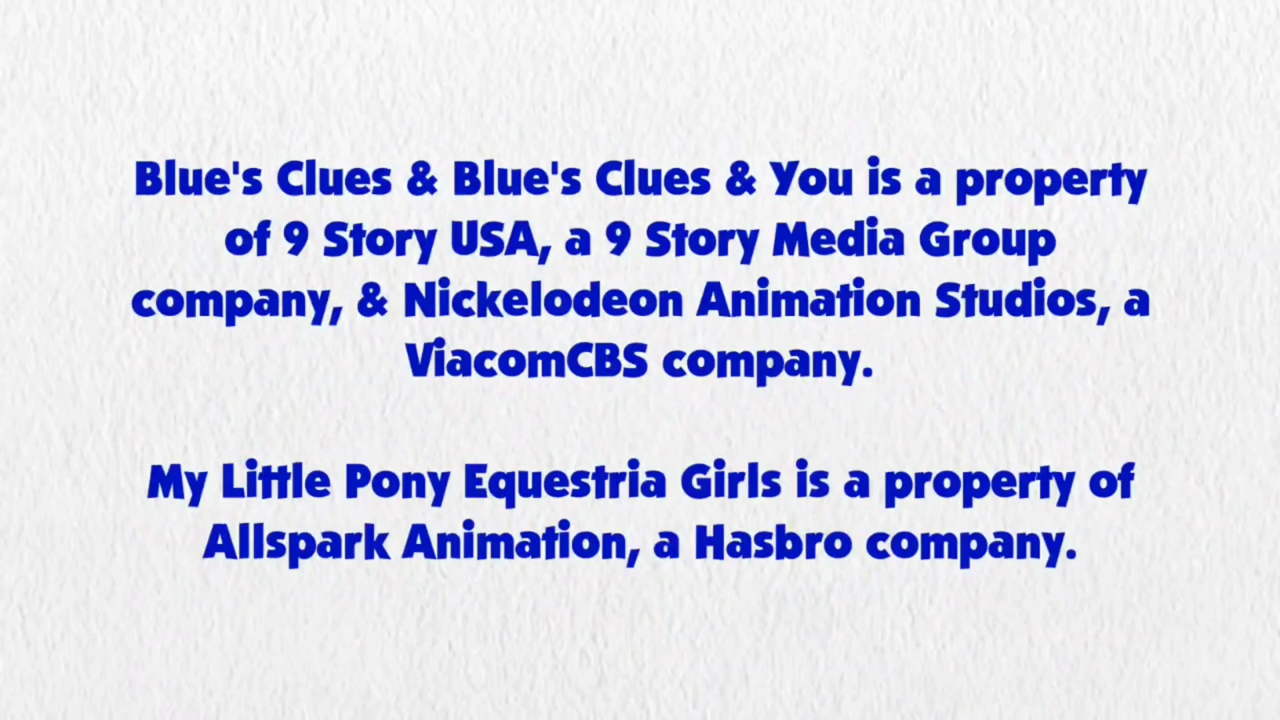 Blue's Clues & Blue's Clues & You is a property
of 9 Story USA, a 9 Story Media Group
company, & Nickelodeon Animation Studios, a
ViacomCBS company.
My Little Pony Equestria Girls is a property of
Allspark Animation, a Hasbro company.